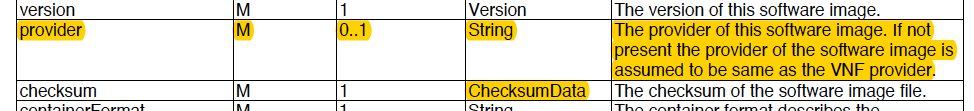 version M 1 Version The version of this software image.
provider M 0..1 String The provider of this software image. If not
present the provider of the software image is
assumed to be same as the VNF provider.
checksum M 1 ChecksumData The checksum of the software image file.
containerFormat M 1 String The container format describes the